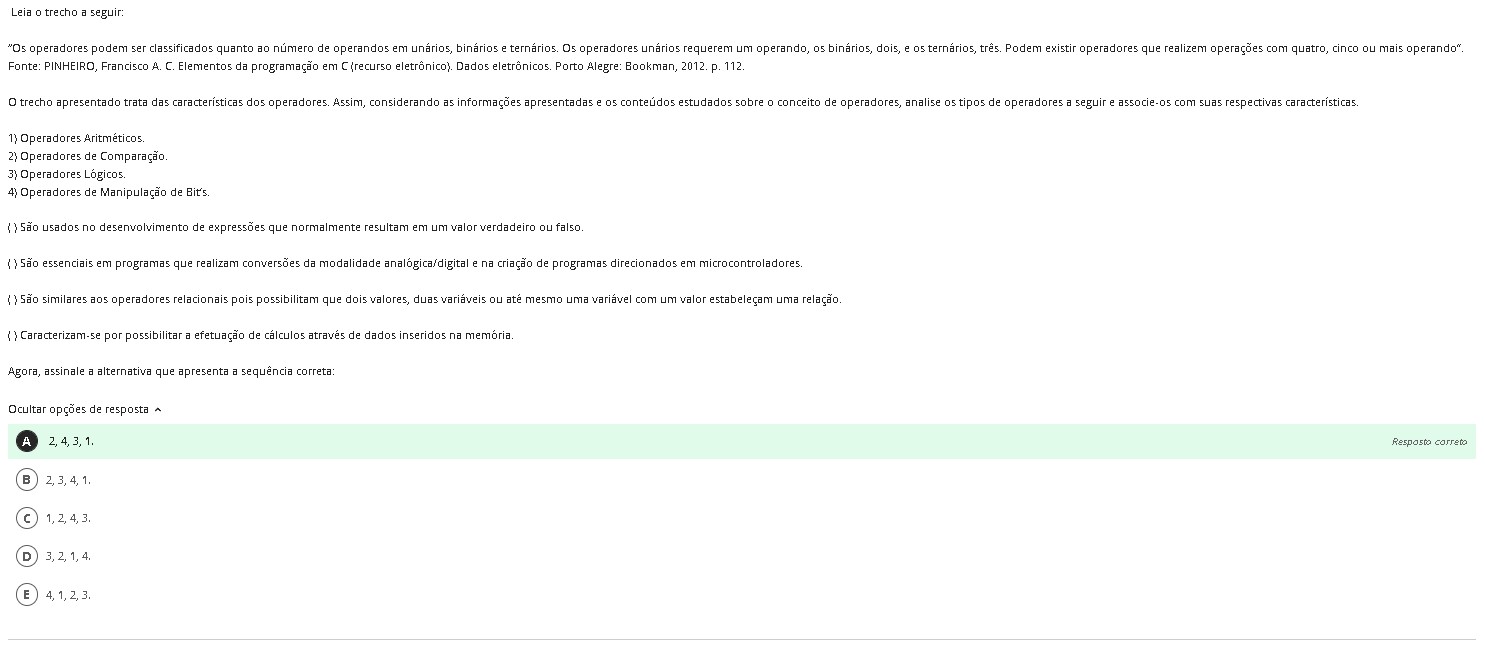 Leia o trecho a seguir:
“Os operadores podem ser classificados quanto ao número de operandos em unários, binários e ternários. Os operadores unários requerem um operando, os binários, dois, e os ternários, três. Podem existir operadores que realizem operações com quatro, cinco ou mais operando“.
Fonte: PINHEIRO, Francisco A. C. Elementos da programação em C (recurso eletrônico). Dados eletrônicos. Porto Alegre: Bookman, 2012. p. 112.
O trecho apresentado trata das características dos operadores. Assim, considerando as informações apresentadas e os conteúdos estudados sobre o conceito de operadores, analise os tipos de operadores a seguir e associe-os com suas respectivas características.
1) Operadores Aritméticos.
2) Operadores de Comparação.
3) Operadores Lógicos.
4) Operadores de Manipulação de Bit’s.
( ) São usados no desenvolvimento de expressões que normalmente resultam em um valor verdadeiro ou falso.
( ) São essenciais em programas que realizam conversões da modalidade analógica/digital e na criação de programas direcionados em microcontroladores.
( ) São similares aos operadores relacionais pois possibilitam que dois valores, duas variáveis ou até mesmo uma variável com um valor estabeleçam uma relação.
( ) Caracterizam-se por possibilitar a efetuação de cálculos através de dados inseridos na memória.
Agora, assinale a alternativa que apresenta a sequência correta:
Ocultar opções de resposta
A 2, 4, 3, 1. Resposta correta
B 2, 3, 4, 1.
C 1, 2, 4, 3.
D 3, 2, 1, 4.
E 4, 1, 2, 3.